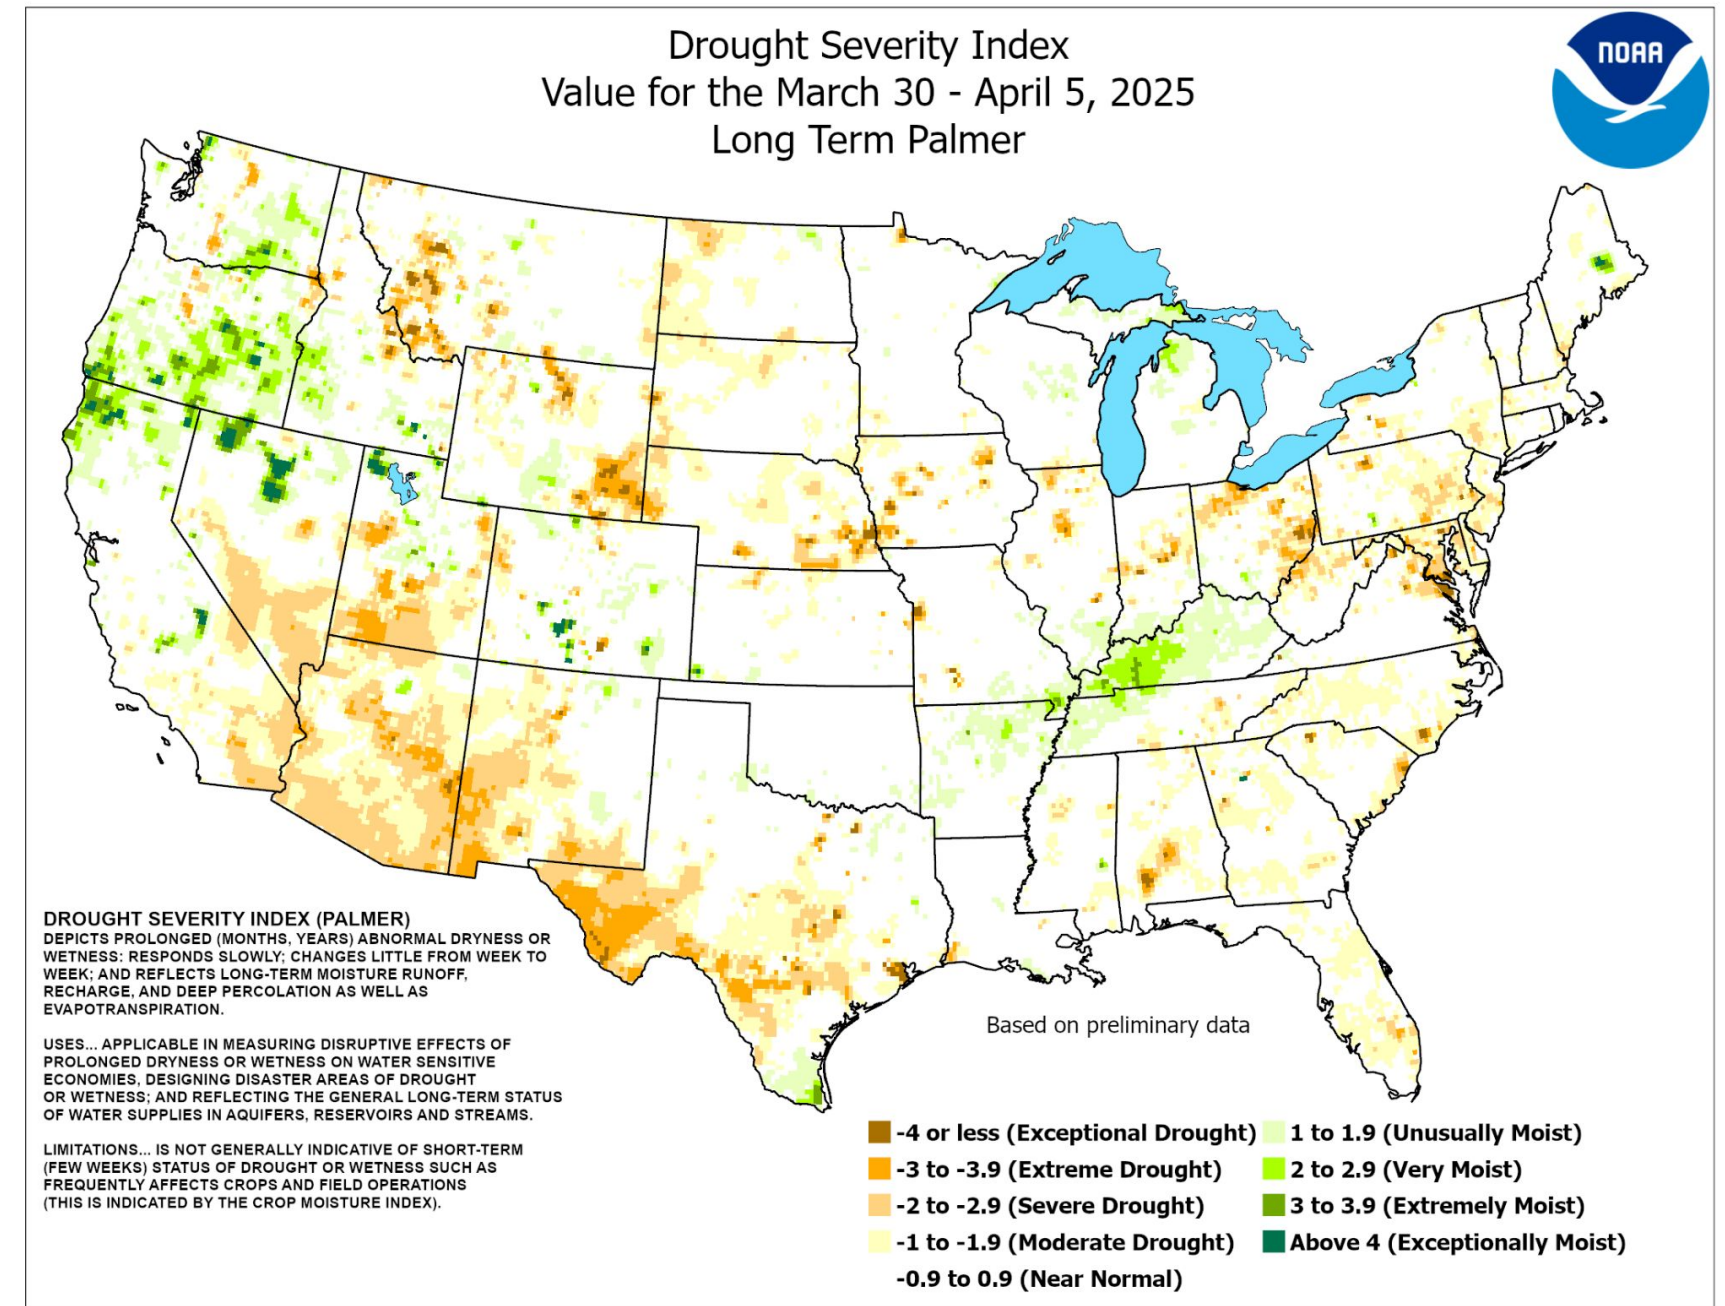 Drought Severity Index
Value for the March 30 - April 5, 2025
Long Term Palmer
NOAA
DROUGHT SEVERITY INDEX (PALMER)
DEPICTS PROLONGED (MONTHS, YEARS) ABNORMAL DRYNESS OR
WETNESS: RESPONDS SLOWLY; CHANGES LITTLE FROM WEEK TO
WEEK; AND REFLECTS LONG-TERM MOISTURE RUNOFF,
RECHARGE, AND DEEP PERCOLATION AS WELL AS
EVAPOTRANSPIRATION.
USES... APPLICABLE IN MEASURING DISRUPTIVE EFFECTS OF
PROLONGED DRYNESS OR WETNESS ON WATER SENSITIVE
ECONOMIES, DESIGNING DISASTER AREAS OF DROUGHT
OR WETNESS; AND REFLECTING THE GENERAL LONG-TERM STATUS
OF WATER SUPPLIES IN AQUIFERS, RESERVOIRS AND STREAMS.
LIMITATIONS... IS NOT GENERALLY INDICATIVE OF SHORT-TERM
(FEW WEEKS) STATUS OF DROUGHT OR WETNESS SUCH AS
FREQUENTLY AFFECTS CROPS AND FIELD OPERATIONS
(THIS IS INDICATED BY THE CROP MOISTURE INDEX).
Based on preliminary data
-4 or less (Exceptional Drought)
-3 to -3.9 (Extreme Drought)
-2 to -2.9 (Severe Drought)
-1 to -1.9 (Moderate Drought)
-0.9 to 0.9 (Near Normal)
1 to 1.9 (Unusually Moist)
2 to 2.9 (Very Moist)
3 to 3.9 (Extremely Moist)
Above 4 (Exceptionally Moist)